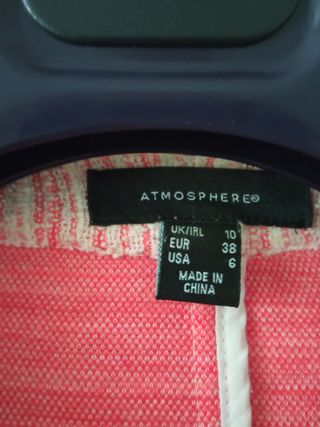 ATMOSPHERE®
UK/IRL 10
EUR 38
USA 6
MADE IN
CHINA